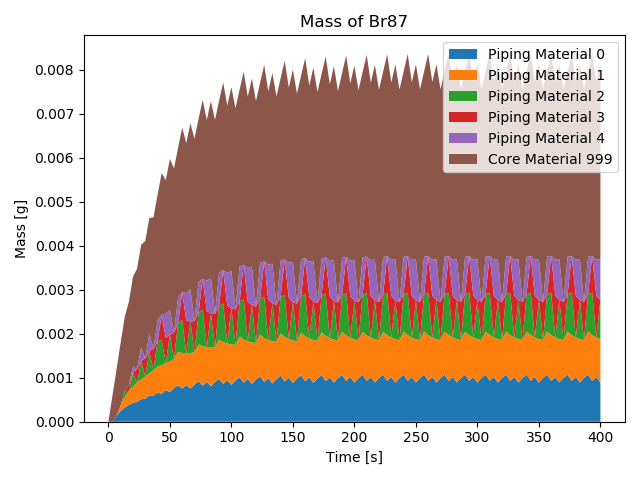 Mass of Br87
Mass [g]
0.008
0.007
0.006
0.005
0.004
0.003
0.002
0.001
0.000
Piping Material 0
Piping Material 1
Piping Material 2
Piping Material 3
Piping Material 4
Core Material 999
0 50 100 150 200 250 300 350 400
Time [s]